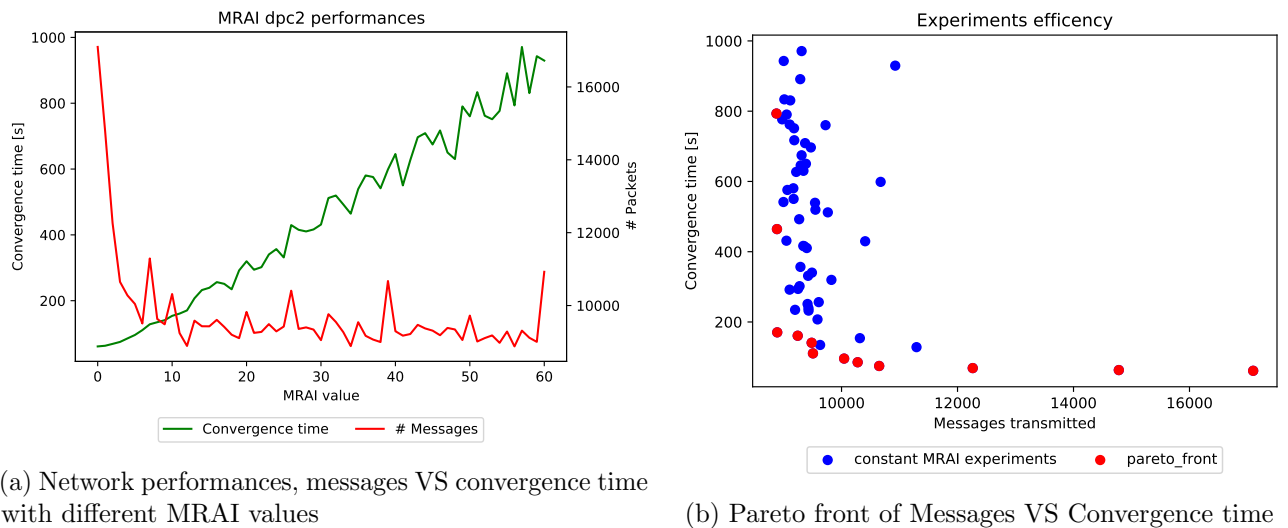 MRAI dpc2 performances
1000
800
600
400
200
Convergence time [s]
16000
14000
12000
10000
# Packets
0
10
20
30
40
50
60
MRAI value
Convergence time
# Messages
(a) Network performances, messages VS convergence time
with different MRAI values
Experiments efficency
1000
800
600
400
200
Convergence time [s]
10000
12000
14000
16000
Messages transmitted
constant MRAI experiments
pareto_front
(b) Pareto front of Messages VS Convergence time